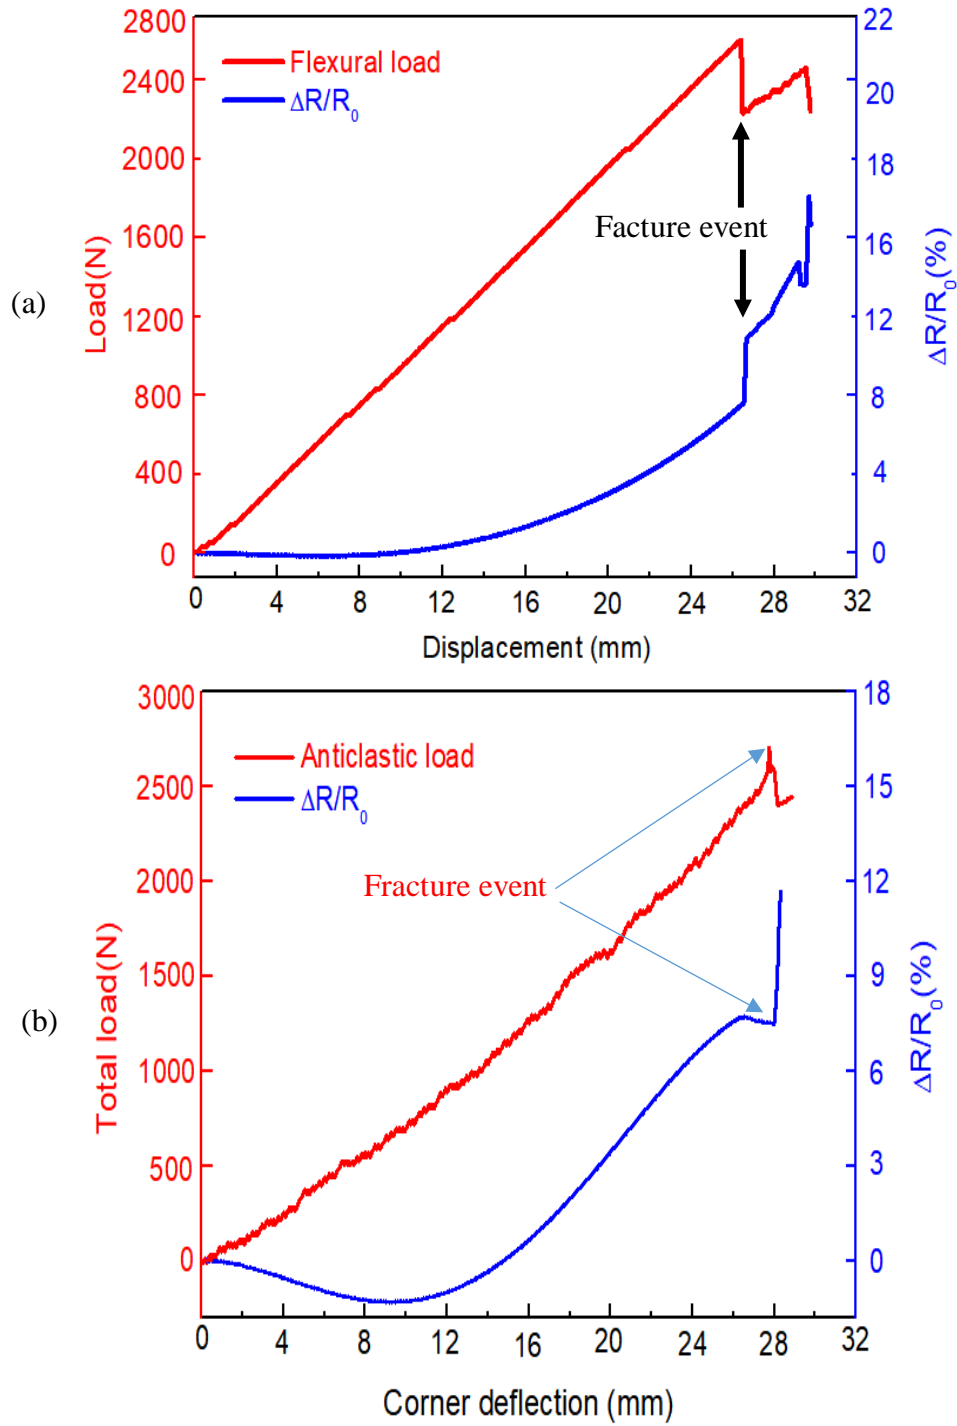 (a)
Flexural load
ΔR/R₀
Facture event
Load(N)
2800
2400
2000
1600
1200
800
400
0
22
20
18
16
12
8
4
0
ΔR/R₀(%)
0 4 8 12 16 20 24 28 32
Displacement (mm)
(b)
Anticlastic load
ΔR/R₀
Fracture event
Total load(N)
3000
2500
2000
1500
1000
500
0
18
15
12
9
6
3
0
ΔR/R₀(%)
0 4 8 12 16 20 24 28 32
Corner deflection (mm)